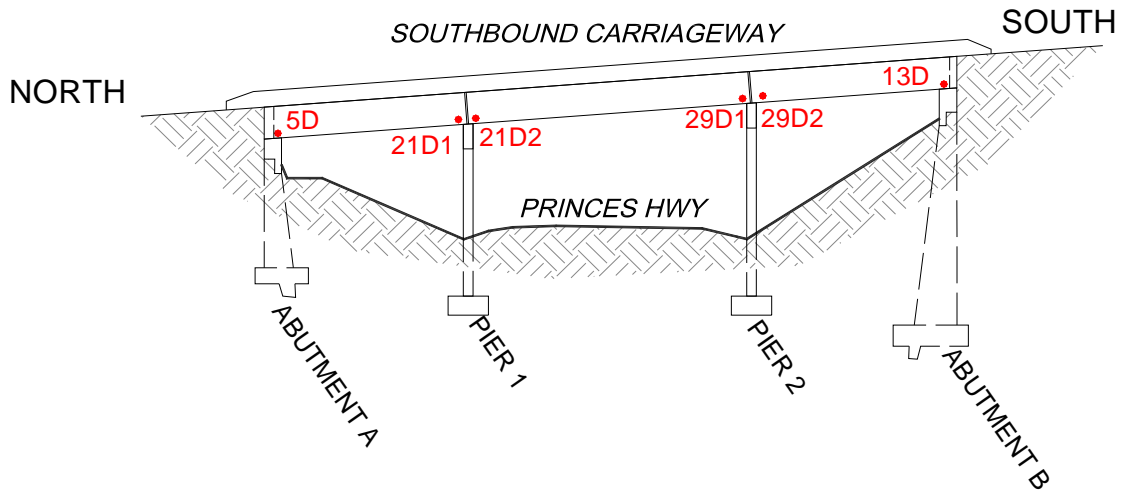 SOUTH
SOUTHBOUND CARRIAGEWAY
NORTH
13D
5D
21D1
21D2
29D1
29D2
PRINCES HWY
ABUTMENT A
PIER 1
PIER 2
ABUTMENT B